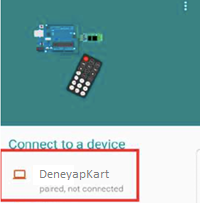 Connect to a device
DeneyapKart
paired, not connected